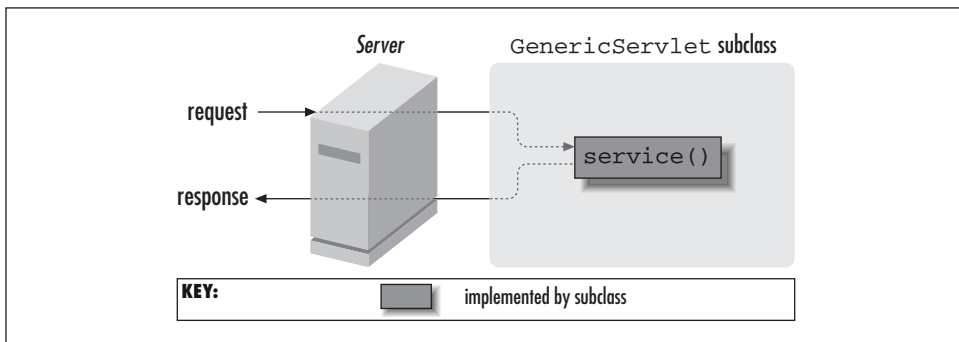 Server
GenericServlet subclass
request
service()
response
KEY:
implemented by subclass